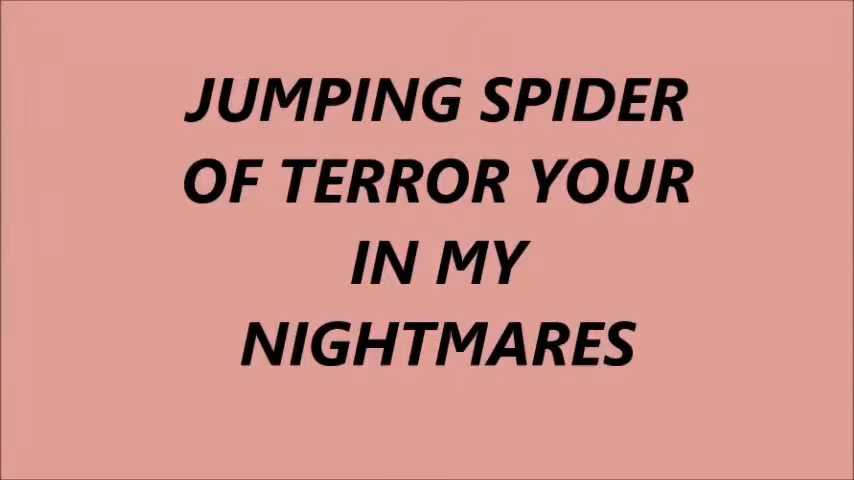 JUMPING SPIDER
OF TERROR YOUR
IN MY
NIGHTMARES